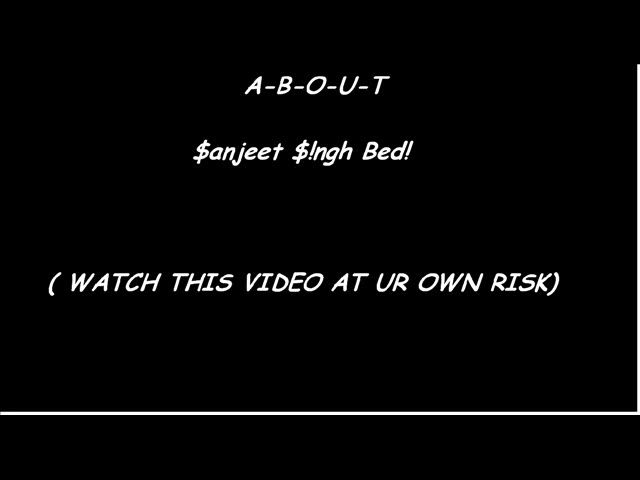 A-B-O-U-T
$anjeet $!ngh Bed!
( WATCH THIS VIDEO AT UR OWN RISK)